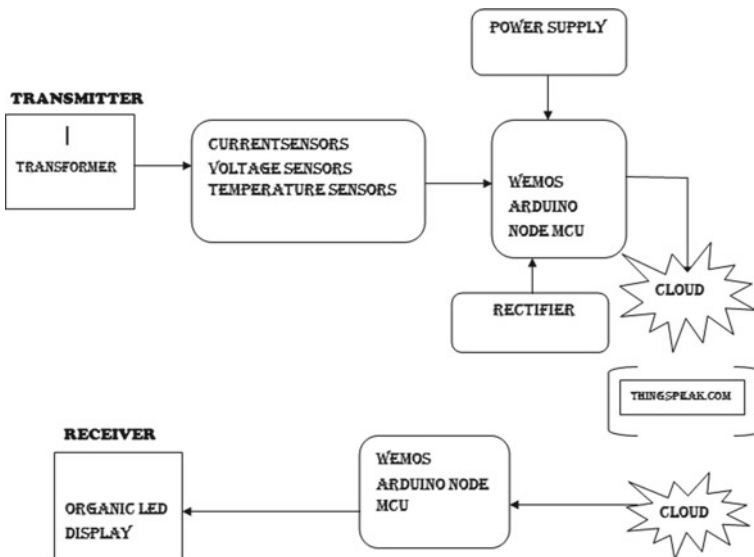 POWER SUPPLY
TRANSMITTER
TRANSFORMER
CURRENTSENSORS
VOLTAGE SENSORS
TEMPERATURE SENSORS
WEMOS
ARDUINO
NODE MCU
CLOUD
RECTIFIER
THINGSPEAK.COM
RECEIVER
ORGANIC LED
DISPLAY
WEMOS
ARDUINO NODE
MCU
CLOUD